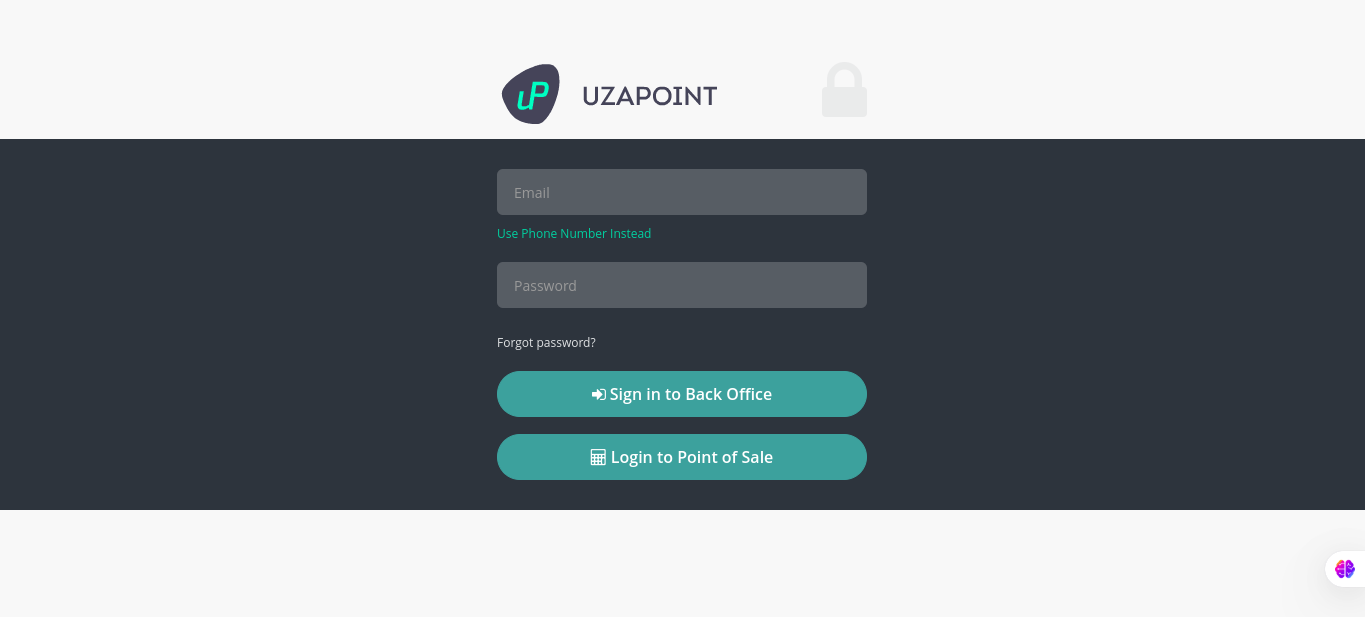 uP UZAPOINT
Email
Use Phone Number Instead
Password
Forgot password?
Sign in to Back Office
Login to Point of Sale